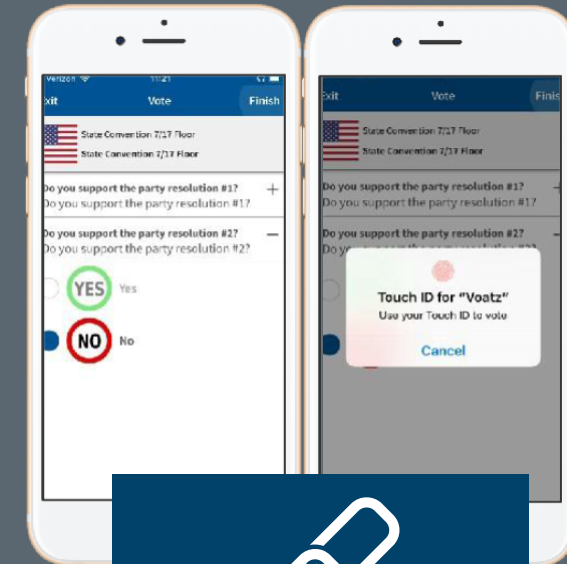 Verizon 11:21
xit Vote Finish
State Convention 7/17 Floor
State Convention 7/17 Floor
Do you support the party resolution #1? +
Do you support the party resolution #1?
Do you support the party resolution #2? —
Do you support the party resolution #2?
YES Yes
NO No
Exit Vote Finis
State Convention 7/17 Floor
State Convention 7/17 Floor
Do you support the party resolution #1?
Do you support the party resolution #1?
Do you support the party resolution #2? —
Touch ID for “Voatz”
Use your Touch ID to vote
Cancel